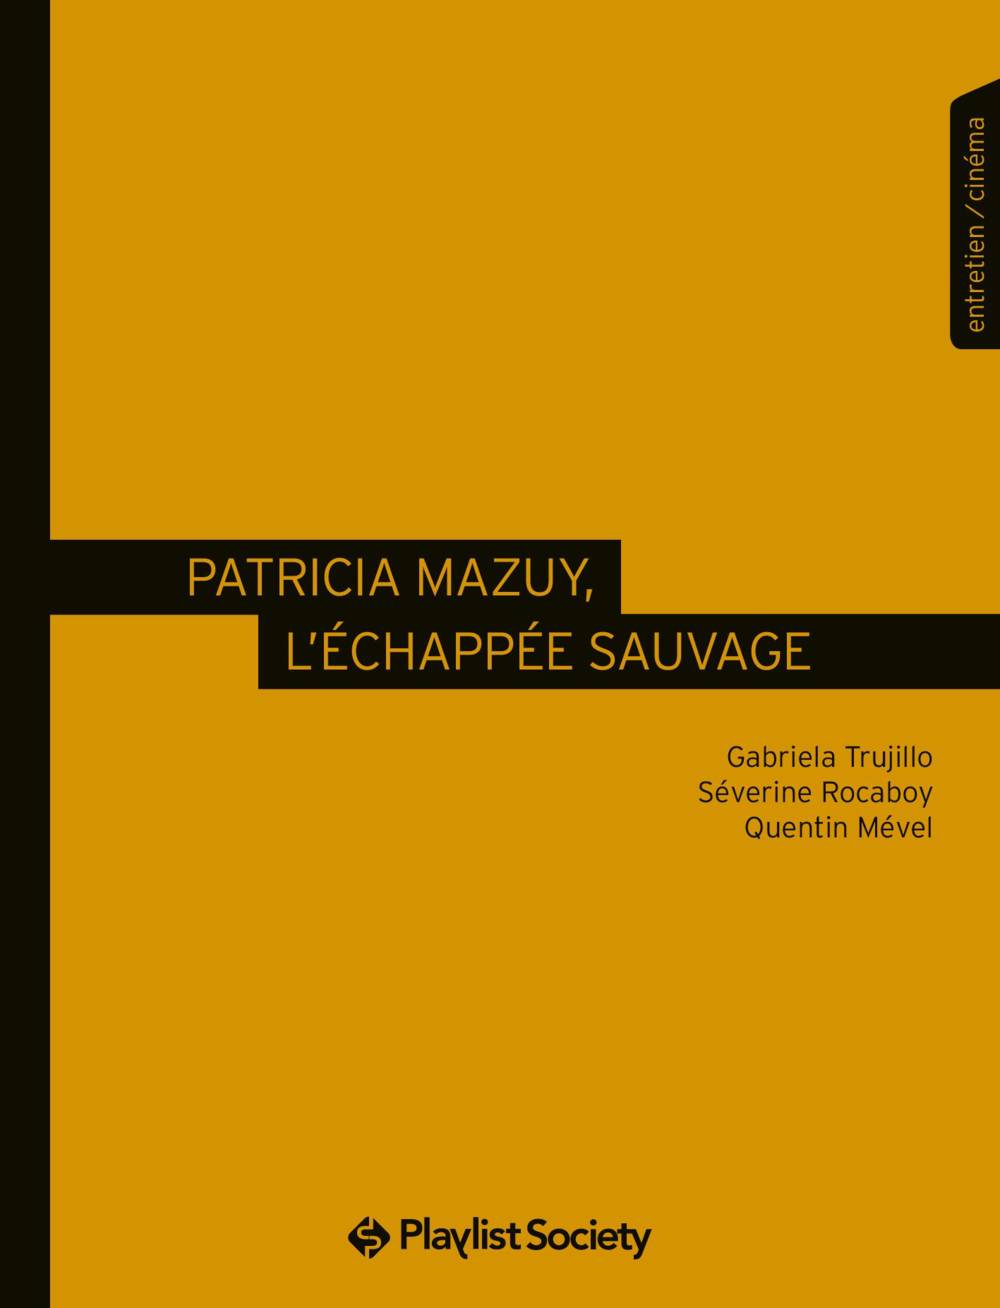 entretien / cinéma
PATRICIA MAZUY,
L'ÉCHAPPÉE SAUVAGE
Gabriela Trujillo
Séverine Rocaboy
Quentin Mével
Playlist Society